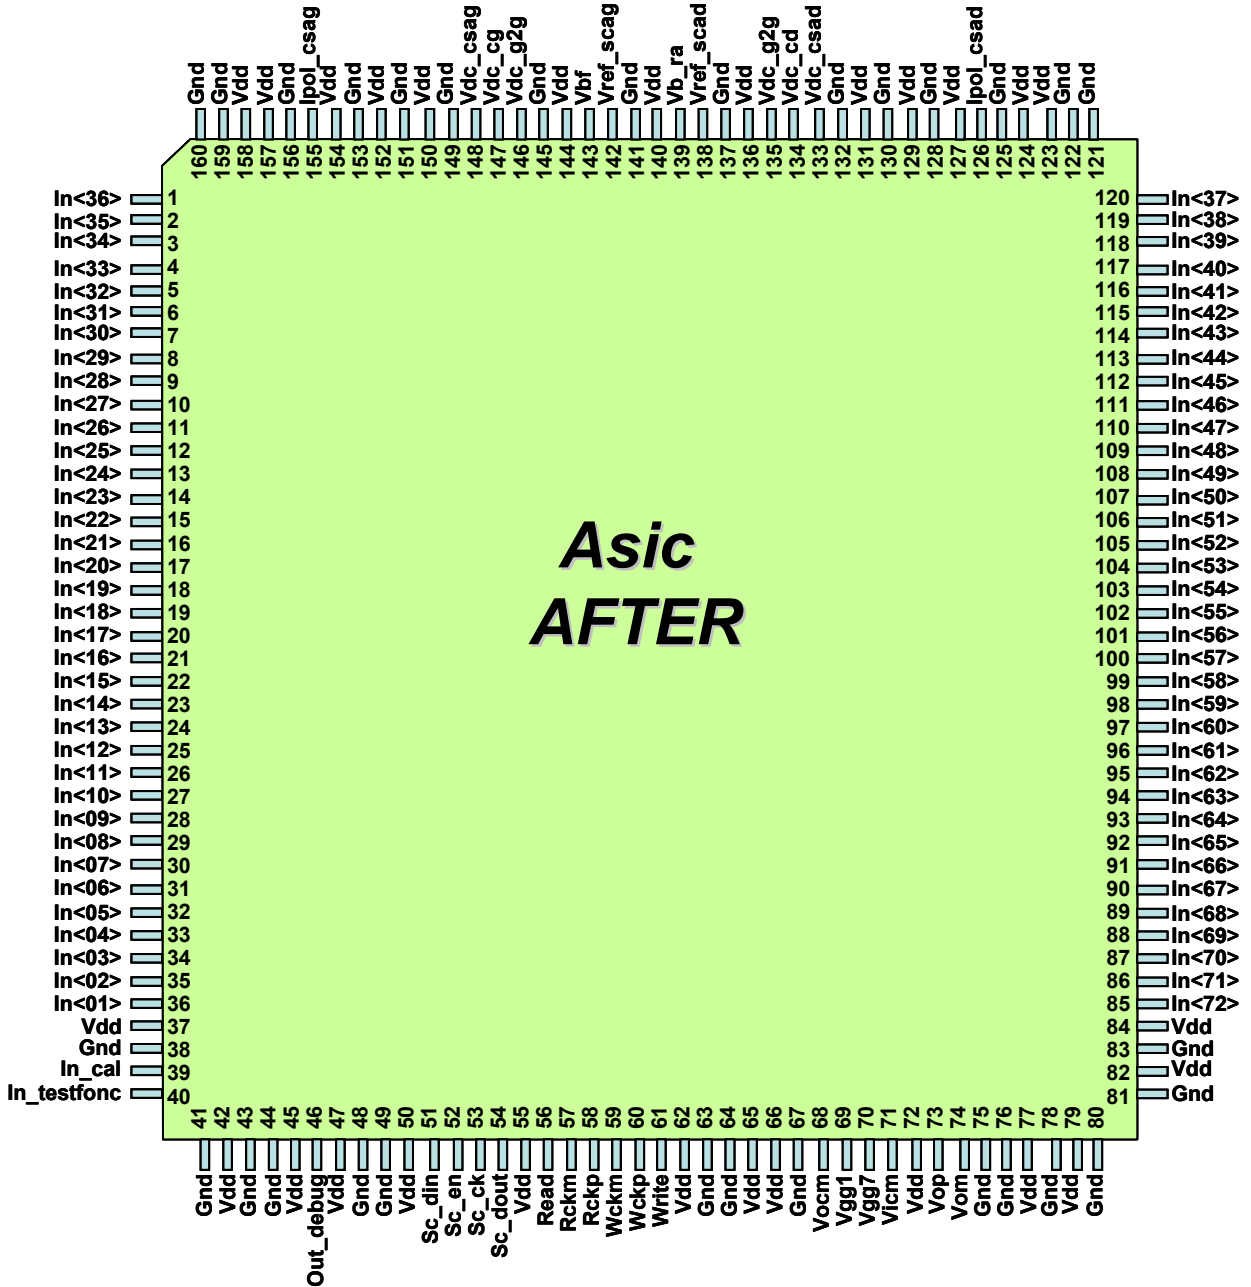 Gnd Gnd Vdd Vdd Gnd Ipol_csag Vdd Gnd Vdd Gnd Vdd Gnd Vdc_csag Vdc_cg Vdc_g2g Gnd Vdd Vbf Vref_scag Gnd Vdd Vb_ra Vref_scad Gnd Vdd Vdc_g2g Vdc_cd Vdc_csad Gnd Vdd Gnd Vdd Gnd Vdd Ipol_csad Gnd Vdd Vdd Gnd Gnd
160 159 158 157 156 155 154 153 152 151 150 149 148 147 146 145 144 143 142 141 140 139 138 137 136 135 134 133 132 131 130 129 128 127 126 125 124 123 122 121
In<36> 1 120 In<37>
In<35> 2 119 In<38>
In<34> 3 118 In<39>
In<33> 4 117 In<40>
In<32> 5 116 In<41>
In<31> 6 115 In<42>
In<30> 7 114 In<43>
In<29> 8 113 In<44>
In<28> 9 112 In<45>
In<27> 10 111 In<46>
In<26> 11 110 In<47>
In<25> 12 109 In<48>
In<24> 13 108 In<49>
In<23> 14 107 In<50>
In<22> 15 106 In<51>
In<21> 16 105 In<52>
In<20> 17 104 In<53>
In<19> 18 103 In<54>
In<18> 19 102 In<55>
In<17> 20 101 In<56>
In<16> 21 100 In<57>
In<15> 22 99 In<58>
In<14> 23 98 In<59>
In<13> 24 97 In<60>
In<12> 25 96 In<61>
In<11> 26 95 In<62>
In<10> 27 94 In<63>
In<09> 28 93 In<64>
In<08> 29 92 In<65>
In<07> 30 91 In<66>
In<06> 31 90 In<67>
In<05> 32 89 In<68>
In<04> 33 88 In<69>
In<03> 34 87 In<70>
In<02> 35 86 In<71>
In<01> 36 85 In<72>
Vdd 37 84 Vdd
Gnd 38 83 Gnd
In_cal 39 82 Vdd
In_testfonc 40 81 Gnd
Asic
AFTER
41 42 43 44 45 46 47 48 49 50 51 52 53 54 55 56 57 58 59 60 61 62 63 64 65 66 67 68 69 70 71 72 73 74 75 76 77 78 79 80
Gnd Vdd Gnd Gnd Vdd Out_debug Vdd Gnd Gnd Vdd Sc_din Sc_en Sc_ck Sc_dout Vdd Read Rckm Rckp Wckm Wckp Write Vdd Gnd Gnd Vdd Vdd Gnd Vocm Vgg1 Vgg7 Vicm Vdd Vop Vom Gnd Gnd Vdd Gnd Vdd Gnd